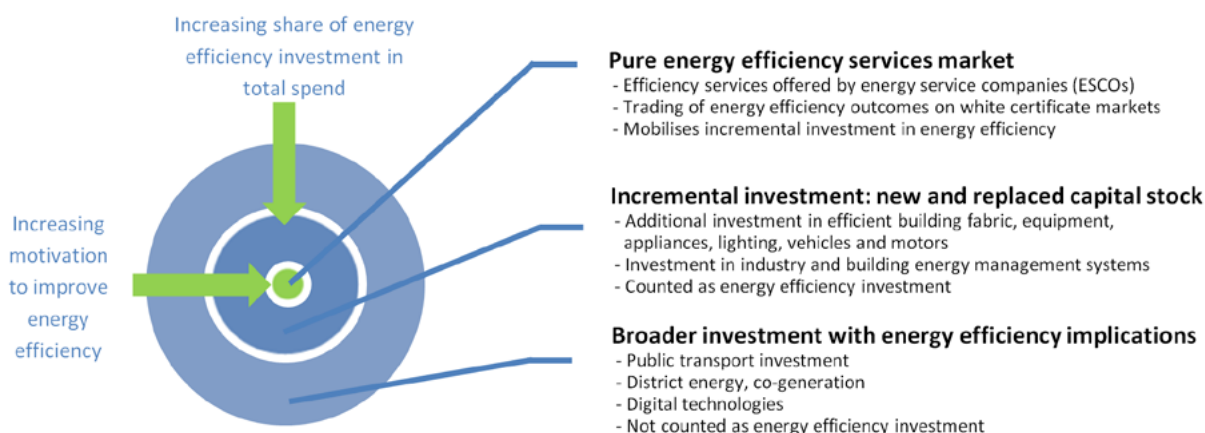 Increasing share of energy
efficiency investment in
total spend
Increasing
motivation
to improve
energy
efficiency
Pure energy efficiency services market
- Efficiency services offered by energy service companies (ESCOs)
- Trading of energy efficiency outcomes on white certificate markets
- Mobilises incremental investment in energy efficiency
Incremental investment: new and replaced capital stock
- Additional investment in efficient building fabric, equipment,
appliances, lighting, vehicles and motors
- Investment in industry and building energy management systems
- Counted as energy efficiency investment
Broader investment with energy efficiency implications
- Public transport investment
- District energy, co-generation
- Digital technologies
- Not counted as energy efficiency investment